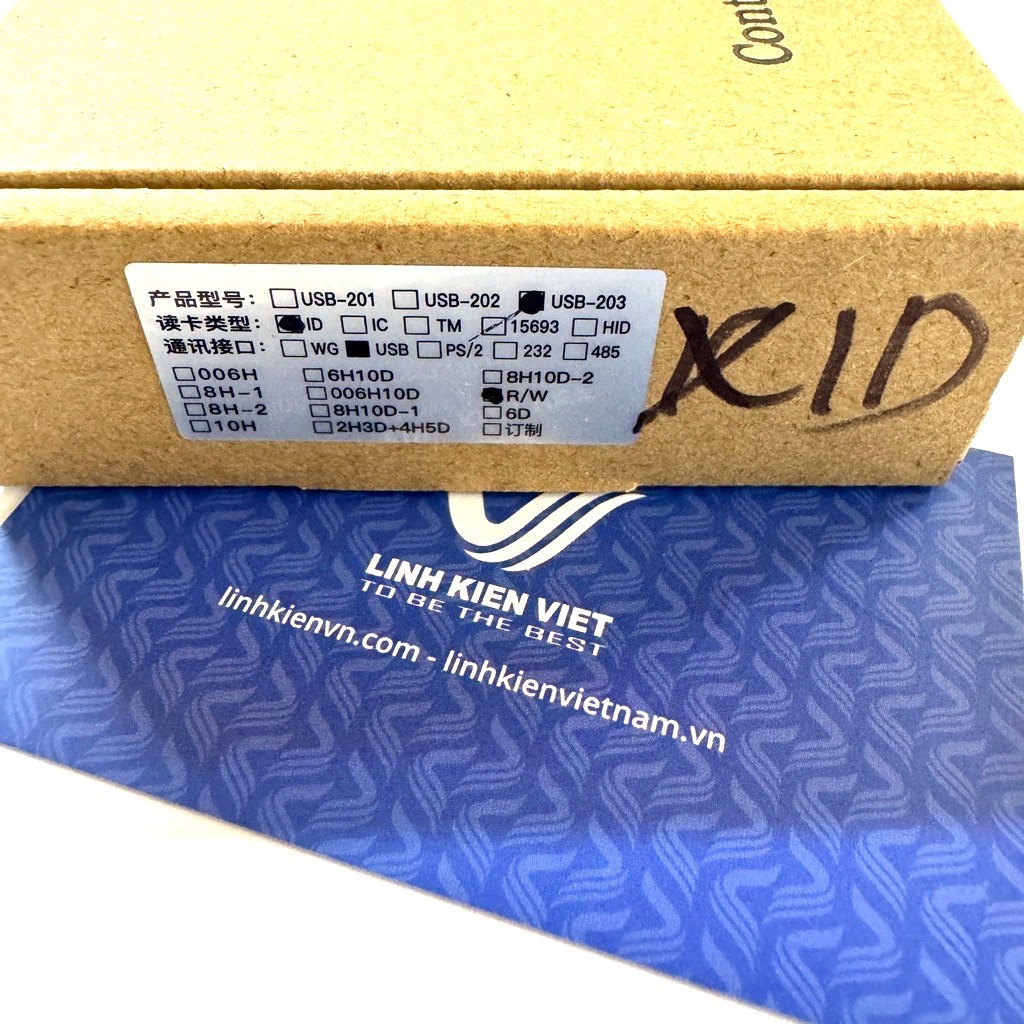 Cont
产品型号: □USB-201 □USB-202 ■USB-203
读卡类型: ■ID □IC □TM □15693 □HID
通讯接口: □WG ■USB □PS/2 □232 □485
□006H □6H10D □8H10D-2
□8H-1 □006H10D ■R/W
□8H-2 □8H10D-1 □6D
□10H □2H3D+4H5D □订制
ID
LINH KIEN VIET
TO BE THE BEST
linhkienvn.com - linhkienvietnam.vn